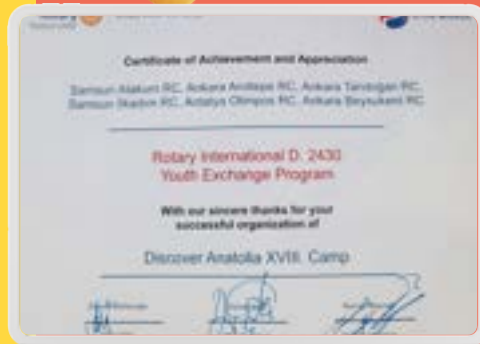 Certificate of Achievement and Appreciation
Samsun Atakum RC, Ankara Anıttepe RC, Ankara Tandoğan RC,
Samsun İlkadım RC, Antalya Olimpos RC, Ankara Beysukent RC
Rotary International D. 2430
Youth Exchange Program
With our sincere thanks for your
successful organization of
Discover Anatolia XVIII. Camp